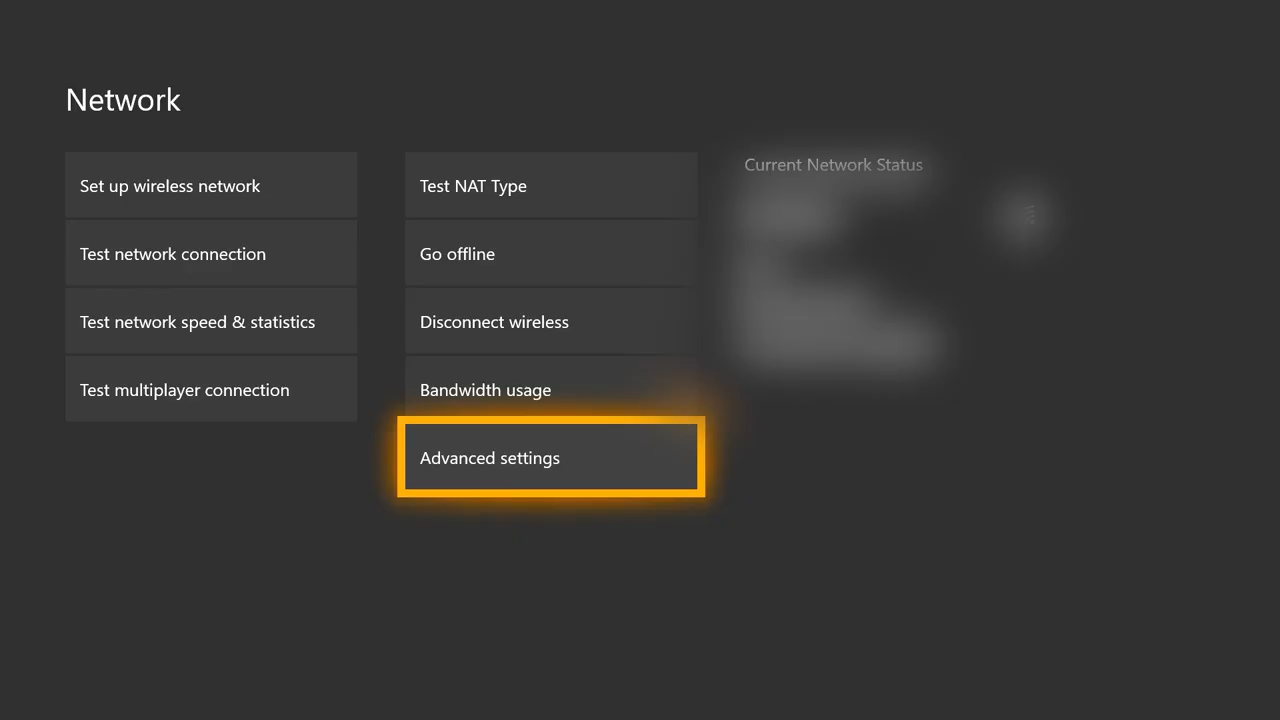 Network
Set up wireless network
Test network connection
Test network speed & statistics
Test multiplayer connection
Test NAT Type
Go offline
Disconnect wireless
Bandwidth usage
Advanced settings
Current Network Status